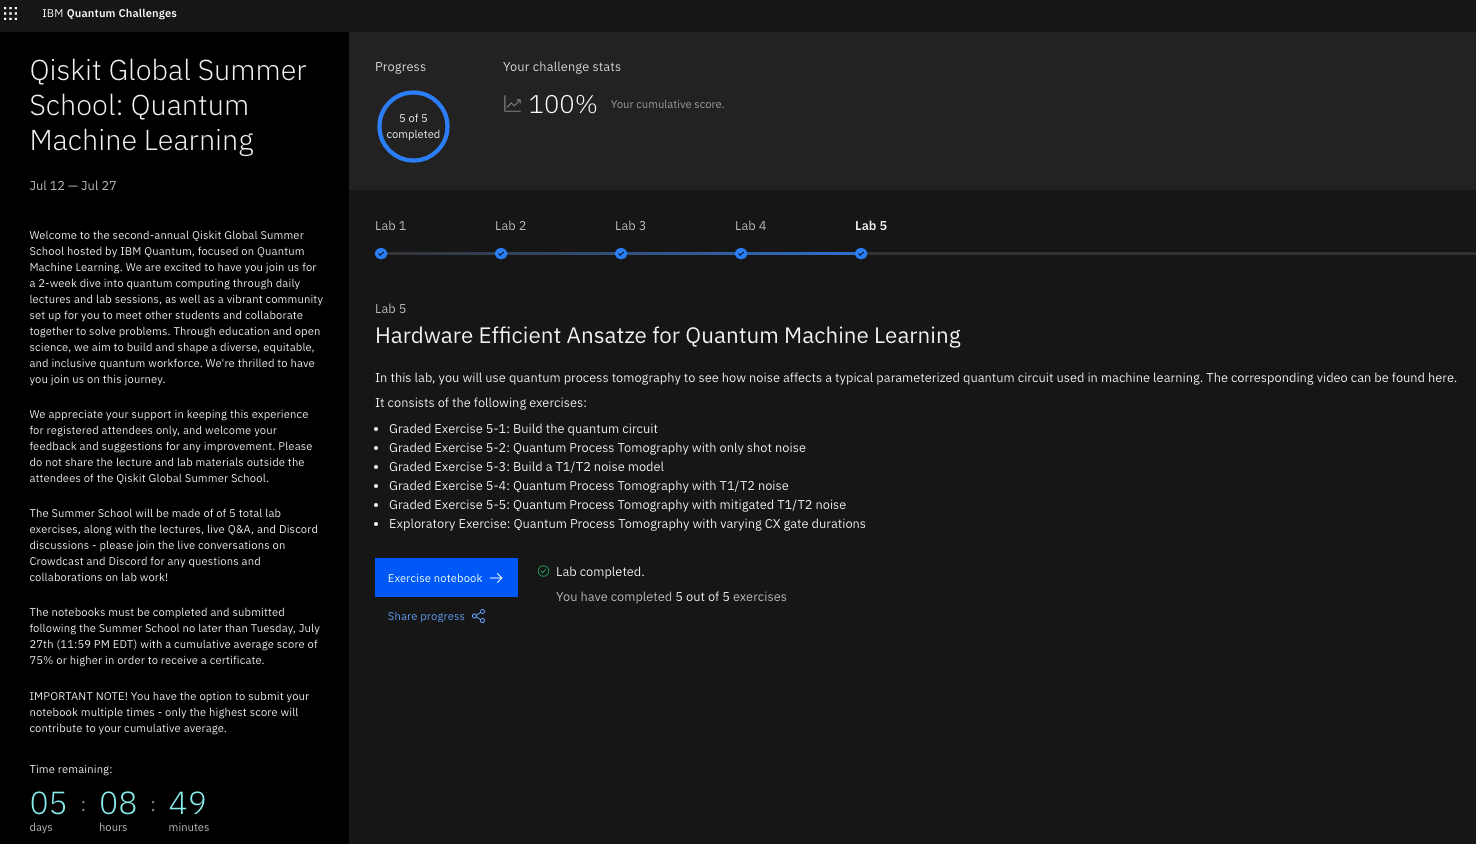 IBM Quantum Challenges
Qiskit Global Summer
School: Quantum
Machine Learning
Jul 12 — Jul 27
Welcome to the second-annual Qiskit Global Summer
School hosted by IBM Quantum, focused on Quantum
Machine Learning. We are excited to have you join us for
a 2-week dive into quantum computing through daily
lectures and lab sessions, as well as a vibrant community
set up for you to meet other students and collaborate
together to solve problems. Through education and open
science, we aim to build and shape a diverse, equitable,
and inclusive quantum workforce. We're thrilled to have
you join us on this journey.
We appreciate your support in keeping this experience
for registered attendees only, and welcome your
feedback and suggestions for any improvement. Please
do not share the lecture and lab materials outside the
attendees of the Qiskit Global Summer School.
The Summer School will be made of of 5 total lab
exercises, along with the lectures, live Q&A, and Discord
discussions - please join the live conversations on
Crowdcast and Discord for any questions and
collaborations on lab work!
The notebooks must be completed and submitted
following the Summer School no later than Tuesday, July
27th (11:59 PM EDT) with a cumulative average score of
75% or higher in order to receive a certificate.
IMPORTANT NOTE! You have the option to submit your
notebook multiple times - only the highest score will
contribute to your cumulative average.
Time remaining:
05 : 08 : 49
days hours minutes
Progress
5 of 5
completed
Your challenge stats
100% Your cumulative score.
Lab 1 Lab 2 Lab 3 Lab 4 Lab 5
Lab 5
Hardware Efficient Ansatze for Quantum Machine Learning
In this lab, you will use quantum process tomography to see how noise affects a typical parameterized quantum circuit used in machine learning. The corresponding video can be found here.
It consists of the following exercises:
• Graded Exercise 5-1: Build the quantum circuit
• Graded Exercise 5-2: Quantum Process Tomography with only shot noise
• Graded Exercise 5-3: Build a T1/T2 noise model
• Graded Exercise 5-4: Quantum Process Tomography with T1/T2 noise
• Graded Exercise 5-5: Quantum Process Tomography with mitigated T1/T2 noise
• Exploratory Exercise: Quantum Process Tomography with varying CX gate durations
Exercise notebook
Share progress
Lab completed.
You have completed 5 out of 5 exercises